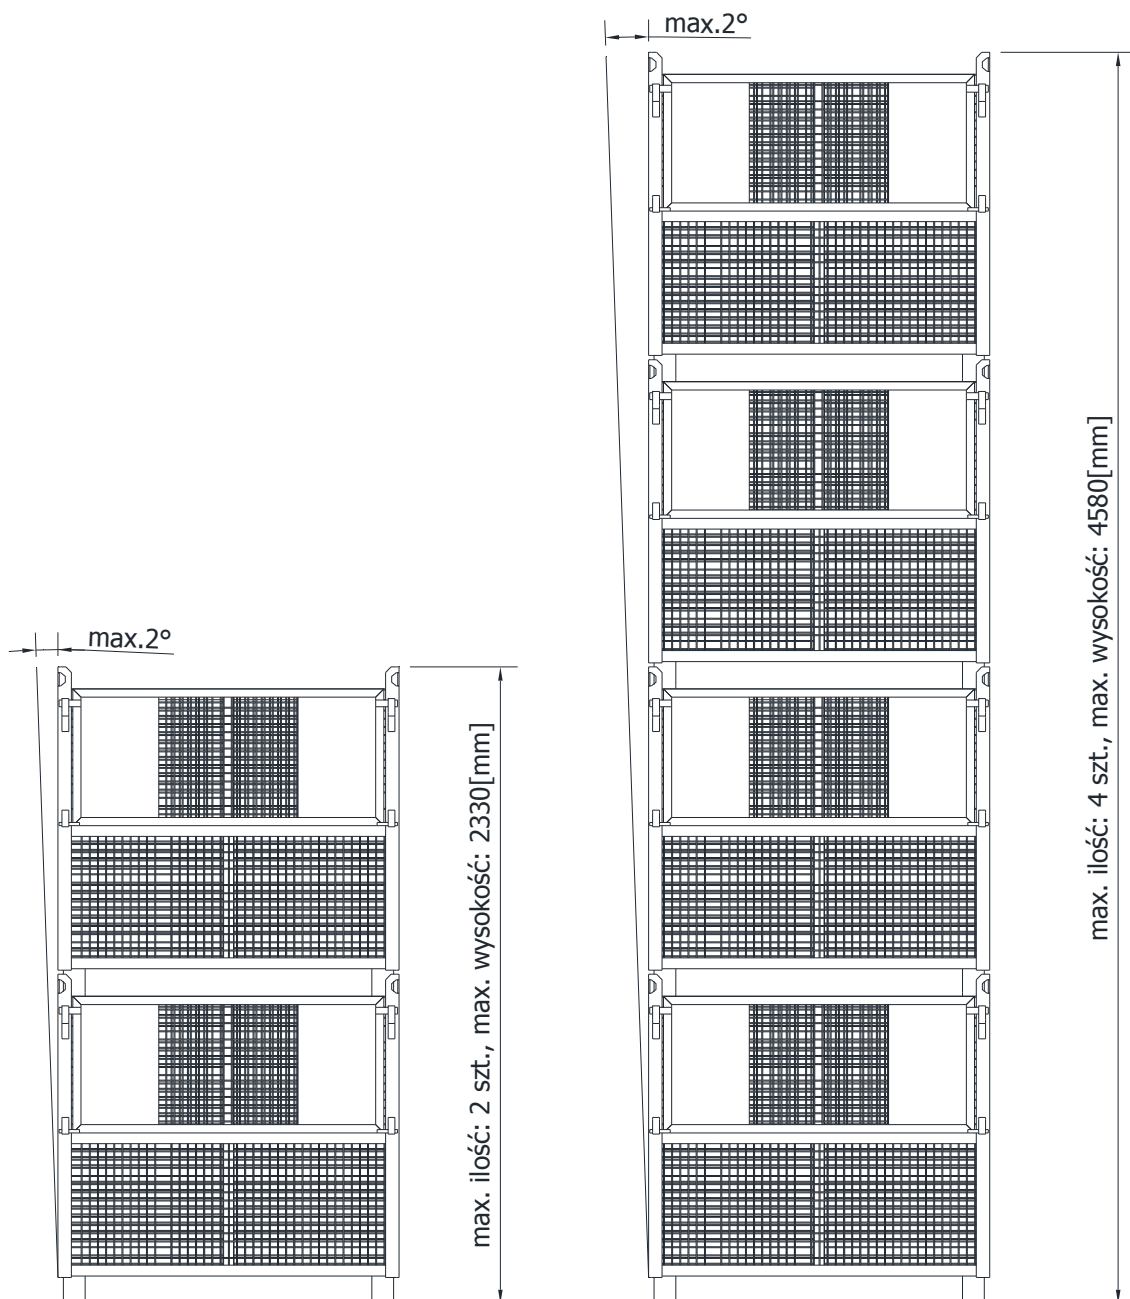 max.2°
max. ilość: 4 szt., max. wysokość: 4580[mm]
max.2°
max. ilość: 2 szt., max. wysokość: 2330[mm]